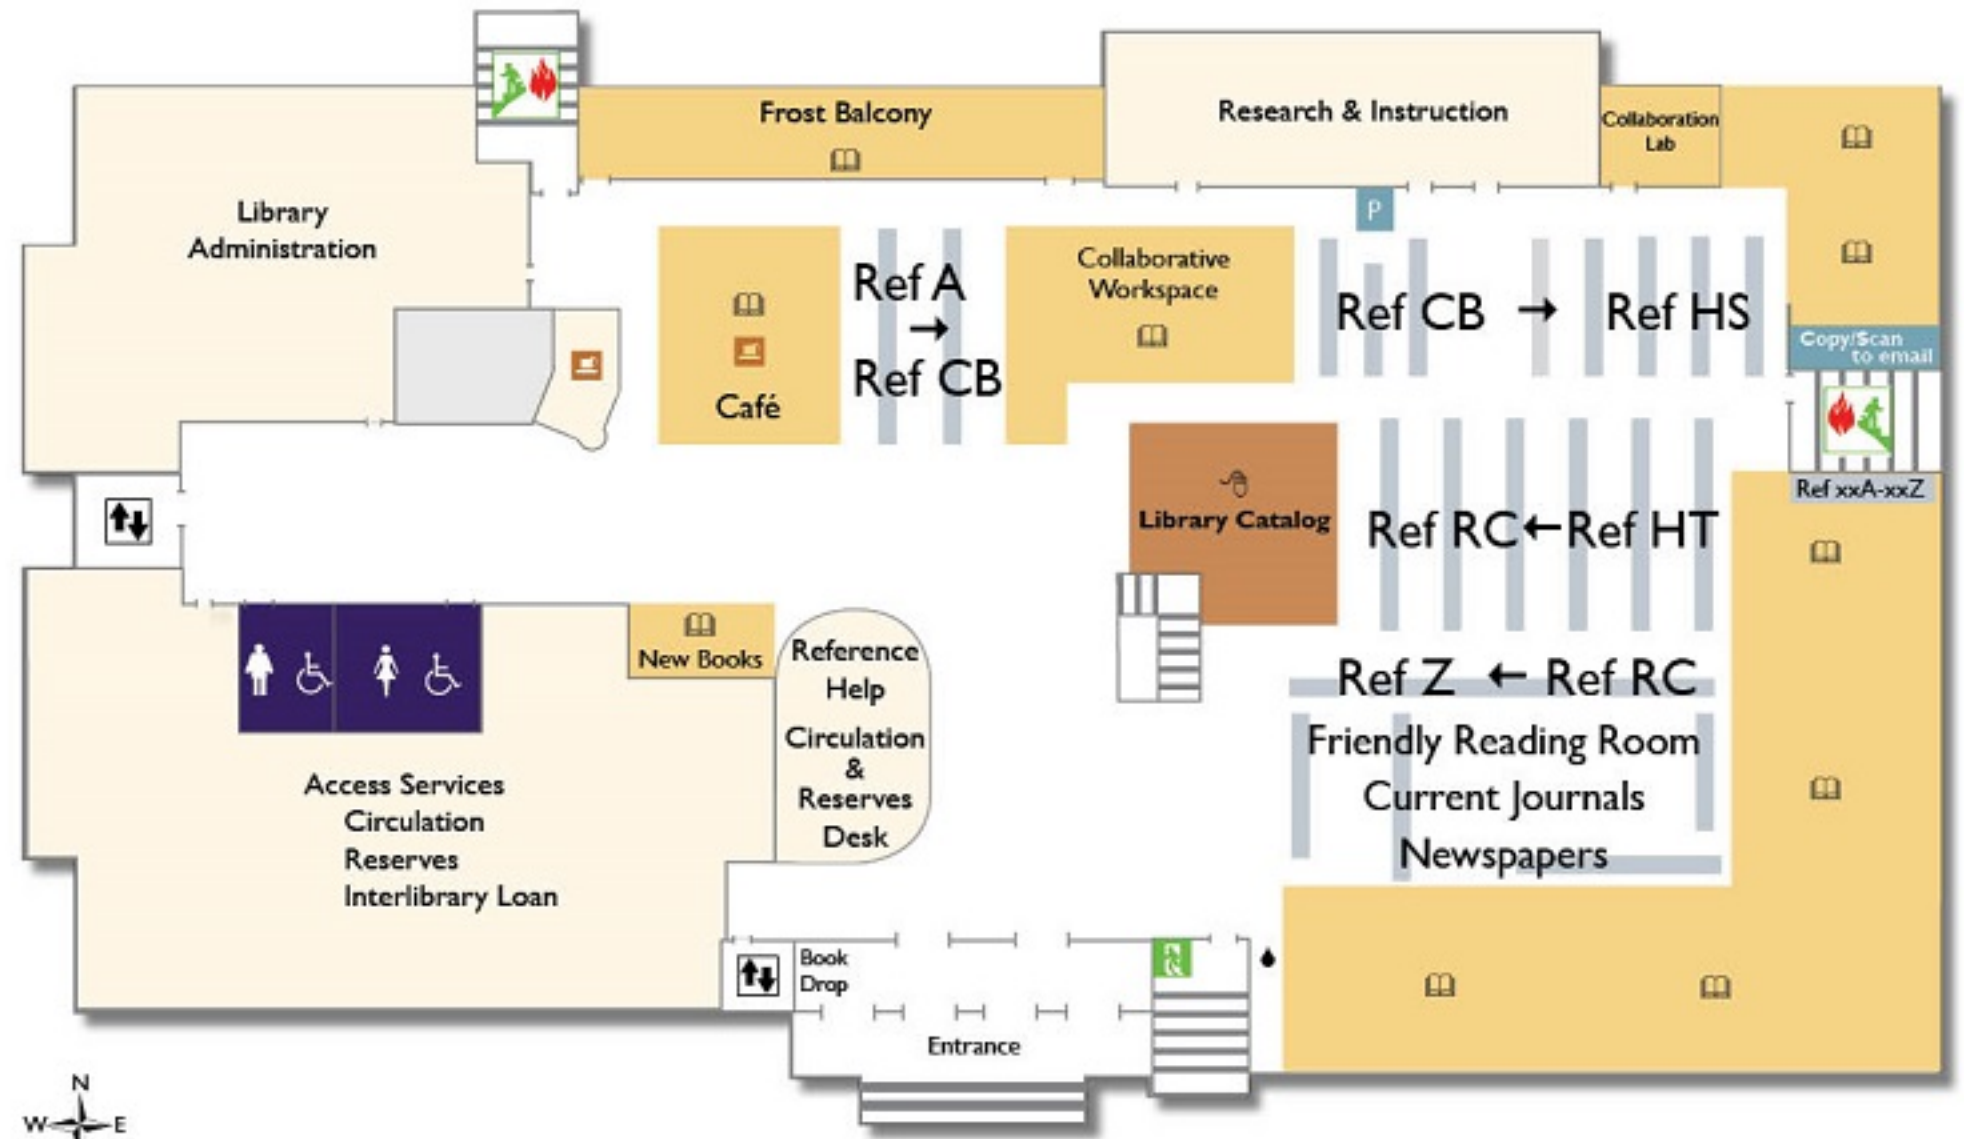 Frost Balcony
Research & Instruction
Collaboration
Lab
Library
Administration
P
Collaborative
Workspace
Ref A
→
Ref CB
Café
Ref CB → Ref HS
Copy/Scan
to email
Ref xxA-xxZ
Library Catalog
Ref RC←Ref HT
New Books
Reference
Help
Circulation
&
Reserves
Desk
Ref Z ← Ref RC
Friendly Reading Room
Current Journals
Newspapers
Access Services
Circulation
Reserves
Interlibrary Loan
Book
Drop
Entrance
N
W E